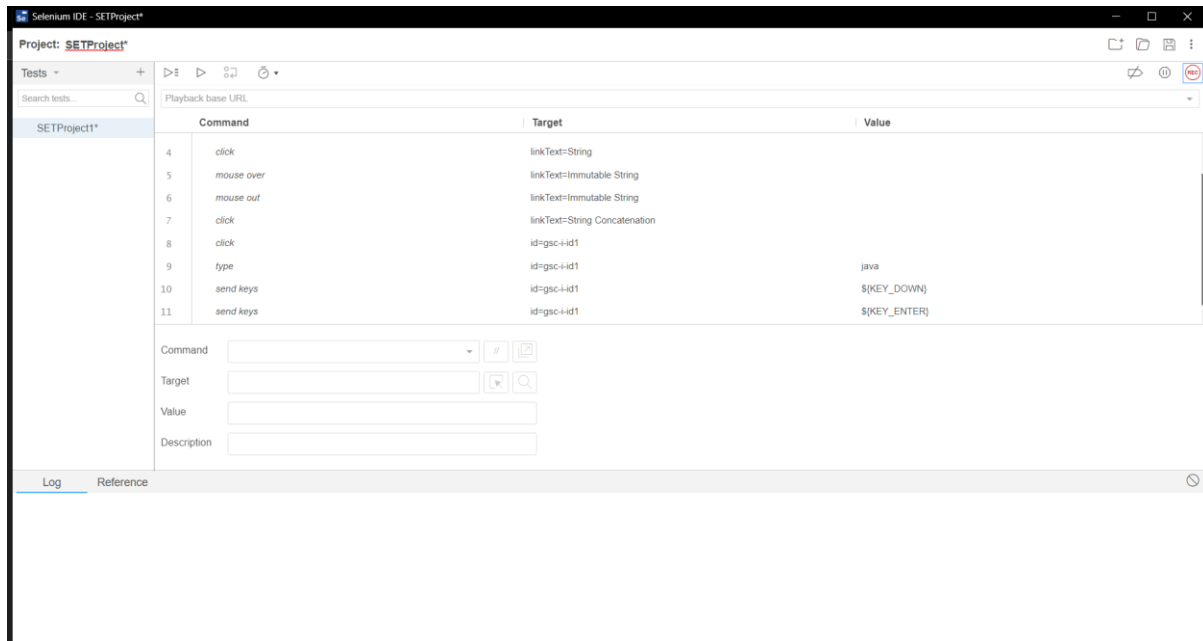 Selenium IDE - SETProject*
Project: SETProject*
Tests
Search tests...
Playback base URL
REC
SETProject1*
Command Target Value
4 click linkText=String
5 mouse over linkText=Immutable String
6 mouse out linkText=Immutable String
7 click linkText=String Concatenation
8 click id=gsc-i-id1
9 type id=gsc-i-id1 java
10 send keys id=gsc-i-id1 ${KEY_DOWN}
11 send keys id=gsc-i-id1 ${KEY_ENTER}
Command //
Target
Value
Description
Log Reference